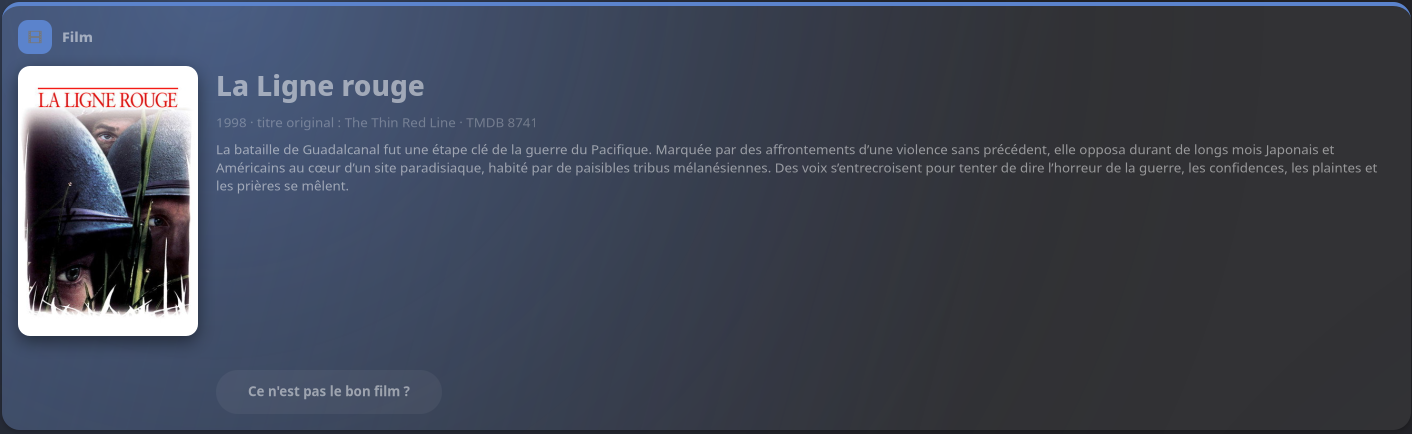 Film
LA LIGNE ROUGE
La Ligne rouge
1998 · titre original : The Thin Red Line · TMDB 8741
La bataille de Guadalcanal fut une étape clé de la guerre du Pacifique. Marquée par des affrontements d’une violence sans précédent, elle opposa durant de longs mois Japonais et
Américains au cœur d’un site paradisiaque, habité par de paisibles tribus mélanésiennes. Des voix s’entrecroisent pour tenter de dire l’horreur de la guerre, les confidences, les plaintes et
les prières se mêlent.
Ce n'est pas le bon film ?